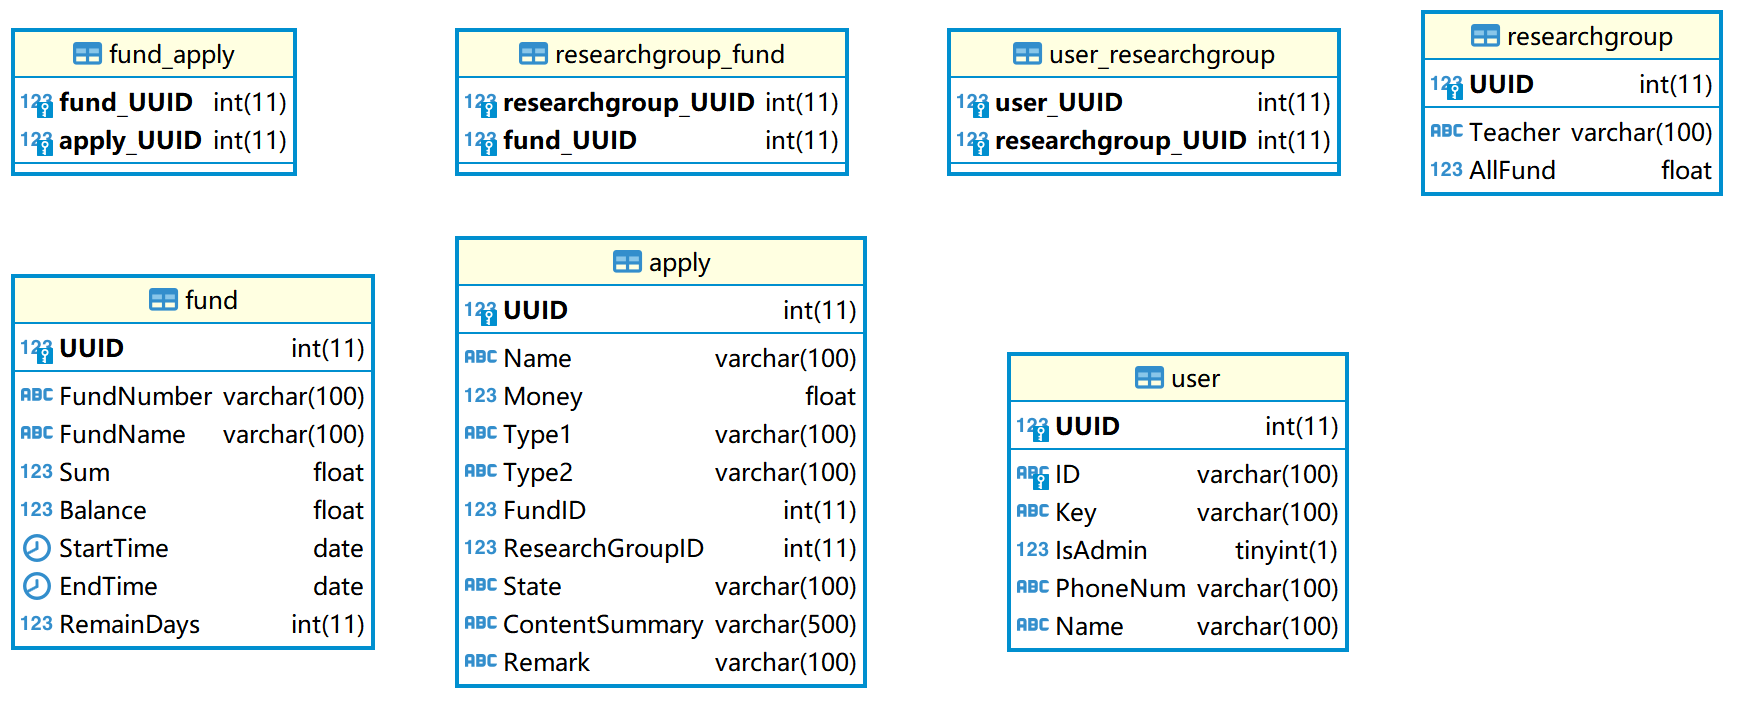 fund_apply
123 fund_UUID int(11)
123 apply_UUID int(11)
researchgroup_fund
123 researchgroup_UUID int(11)
123 fund_UUID int(11)
user_researchgroup
123 user_UUID int(11)
123 researchgroup_UUID int(11)
researchgroup
123 UUID int(11)
ABC Teacher varchar(100)
123 AllFund float
fund
123 UUID int(11)
ABC FundNumber varchar(100)
ABC FundName varchar(100)
123 Sum float
123 Balance float
StartTime date
EndTime date
123 RemainDays int(11)
apply
123 UUID int(11)
ABC Name varchar(100)
123 Money float
ABC Type1 varchar(100)
ABC Type2 varchar(100)
123 FundID int(11)
123 ResearchGroupID int(11)
ABC State varchar(100)
ABC ContentSummary varchar(500)
ABC Remark varchar(100)
user
123 UUID int(11)
ABC ID varchar(100)
ABC Key varchar(100)
123 IsAdmin tinyint(1)
ABC PhoneNum varchar(100)
ABC Name varchar(100)